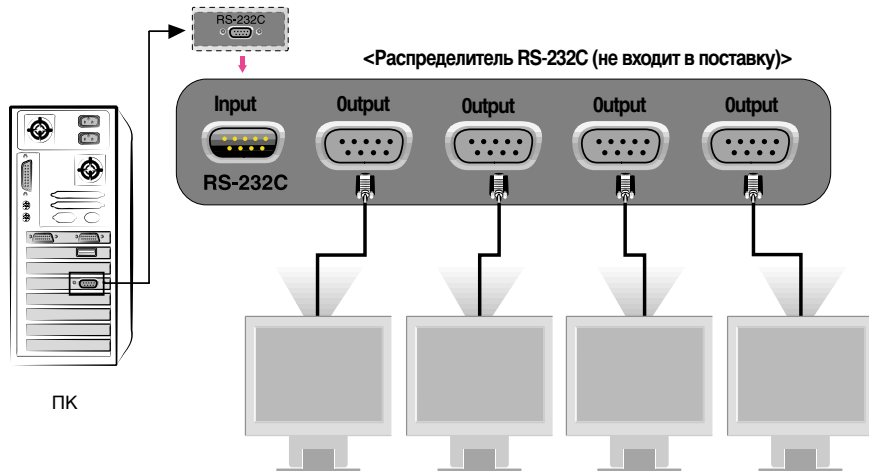 RS-232C
<Распределитель RS-232C (не входит в поставку)>
Input
Output
Output
Output
Output
RS-232C
ПК